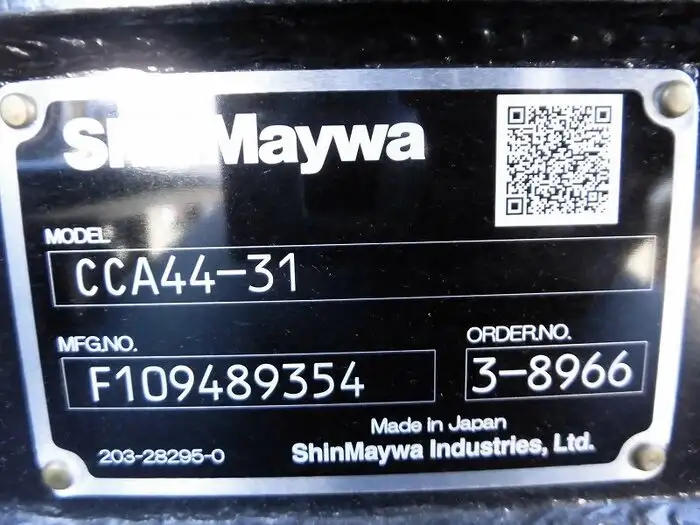 ShinMaywa
MODEL
CCA44-31
MFG.NO.
F109489354
ORDER.NO.
3-8966
Made in Japan
203-28295-0
ShinMaywa Industries, Ltd.